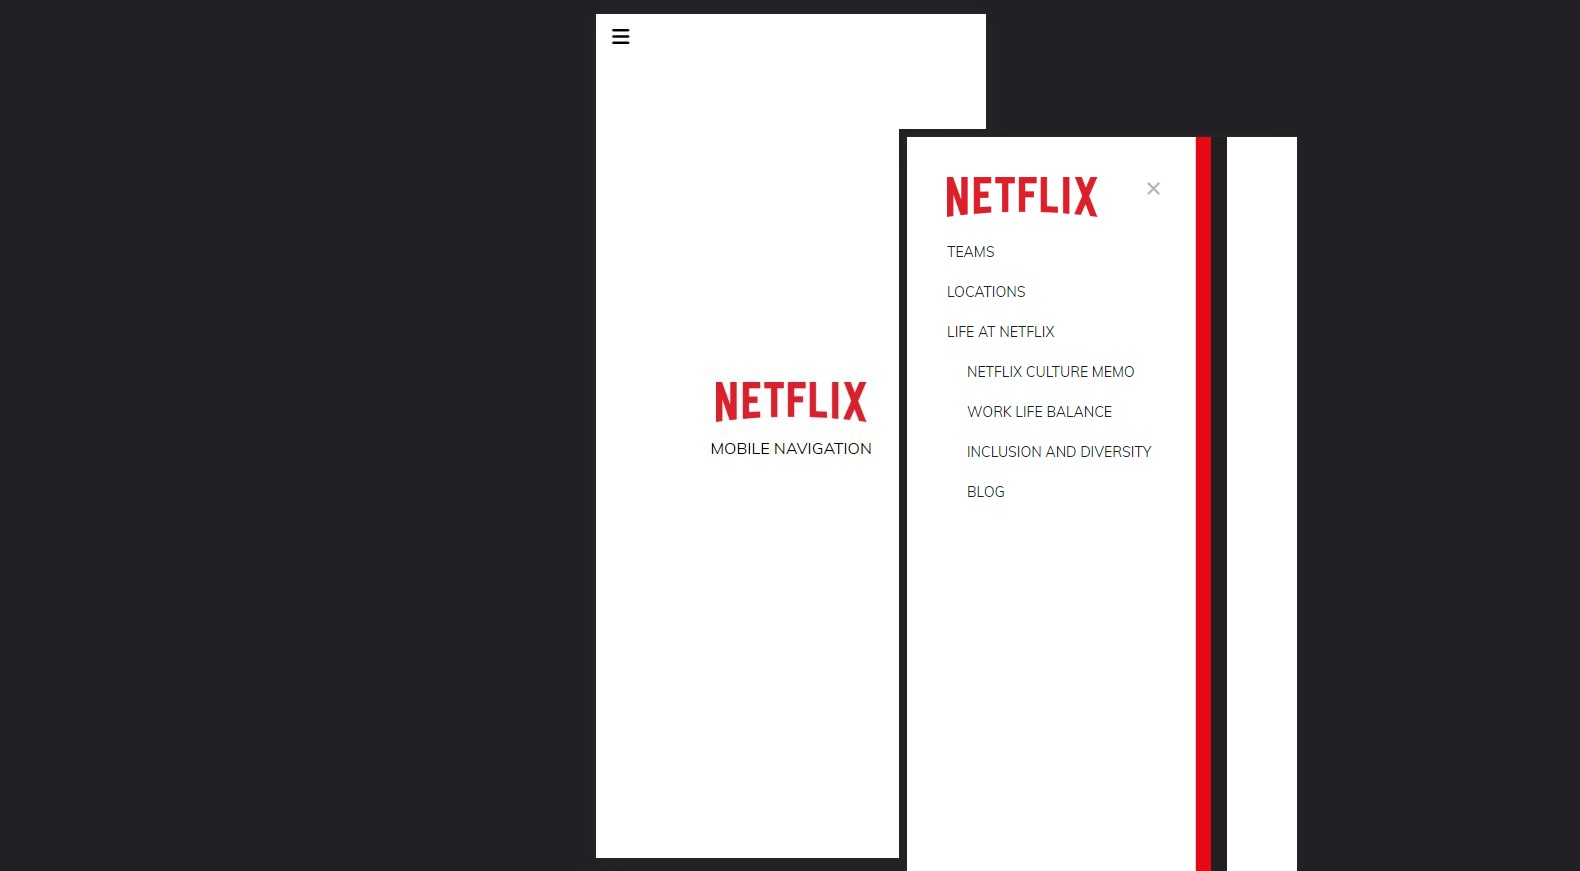 NETFLIX
MOBILE NAVIGATION
NETFLIX
TEAMS
LOCATIONS
LIFE AT NETFLIX
NETFLIX CULTURE MEMO
WORK LIFE BALANCE
INCLUSION AND DIVERSITY
BLOG